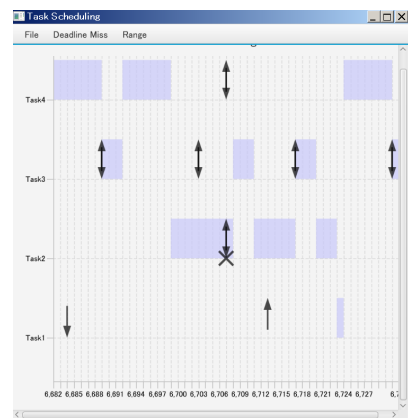 Task Scheduling
File Deadline Miss Range
Task4
Task3
Task2
Task1
6,682 6,685 6,688 6,691 6,694 6,697 6,700 6,703 6,706 6,709 6,712 6,715 6,718 6,721 6,724 6,727